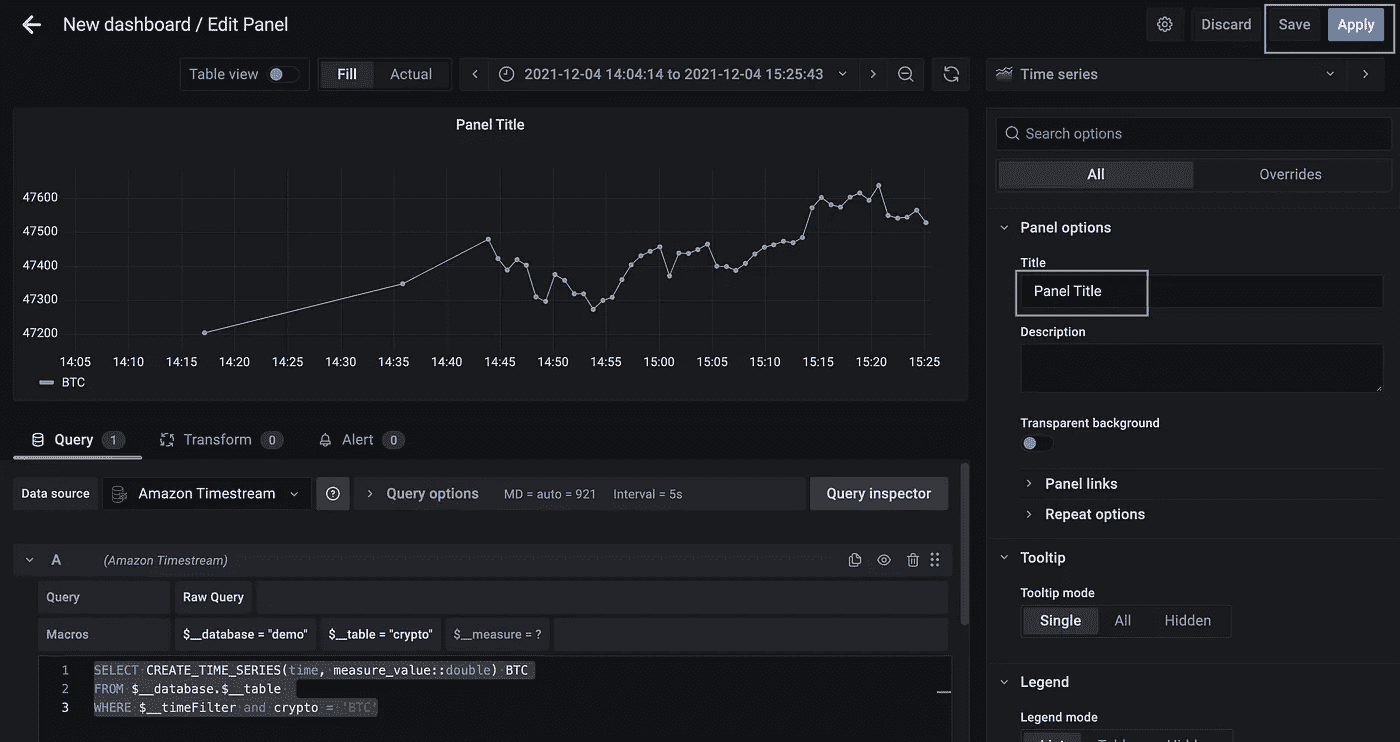 New dashboard / Edit Panel
Discard Save Apply
Table view Fill Actual 2021-12-04 14:04:14 to 2021-12-04 15:25:43 Time series
Panel Title
47600
47500
47400
47300
47200
14:05 14:10 14:15 14:20 14:25 14:30 14:35 14:40 14:45 14:50 14:55 15:00 15:05 15:10 15:15 15:20 15:25
BTC
Search options
All Overrides
Panel options
Title
Panel Title
Description
Transparent background
Panel links
Repeat options
Tooltip
Tooltip mode
Single All Hidden
Legend
Legend mode
Query 1 Transform 0 Alert 0
Data source Amazon Timestream Query options MD = auto = 921 Interval = 5s Query inspector
A (Amazon Timestream)
Query Raw Query
Macros $__database = "demo" $__table = "crypto" $__measure = ?
1 SELECT CREATE_TIME_SERIES(time, measure_value::double) BTC
2 FROM $__database.$__table
3 WHERE $__timeFilter and crypto = 'BTC'